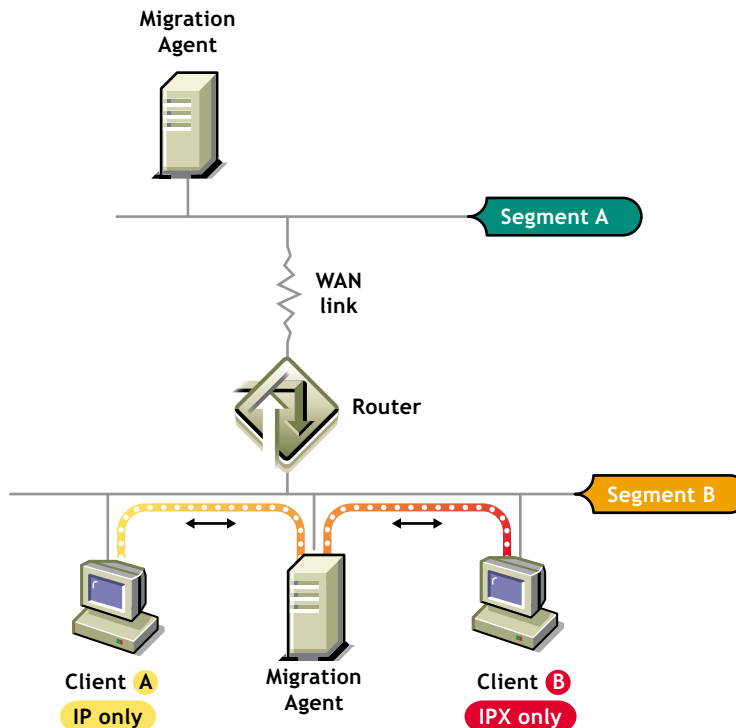 Migration
Agent
Segment A
WAN
link
Router
Segment B
Client A
IP only
Migration
Agent
Client B
IPX only